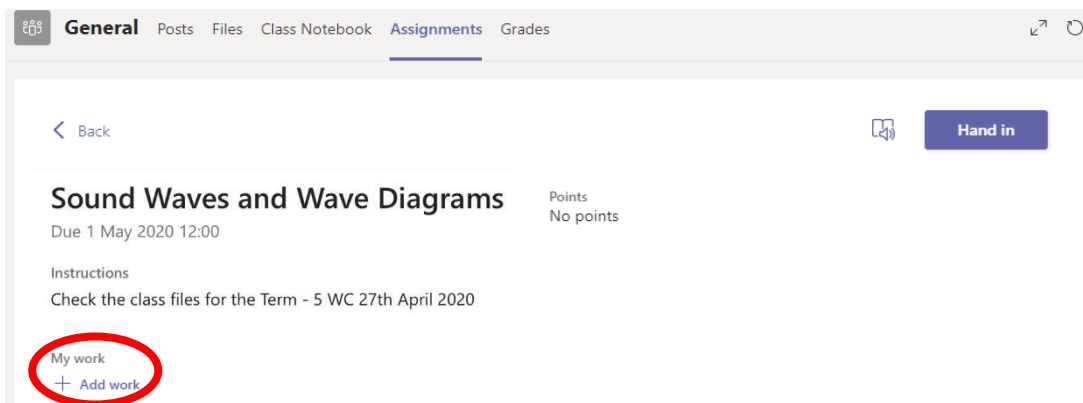 General Posts Files Class Notebook Assignments Grades
Back
Hand in
Sound Waves and Wave Diagrams
Due 1 May 2020 12:00
Points
No points
Instructions
Check the class files for the Term - 5 WC 27th April 2020
My work
+ Add work